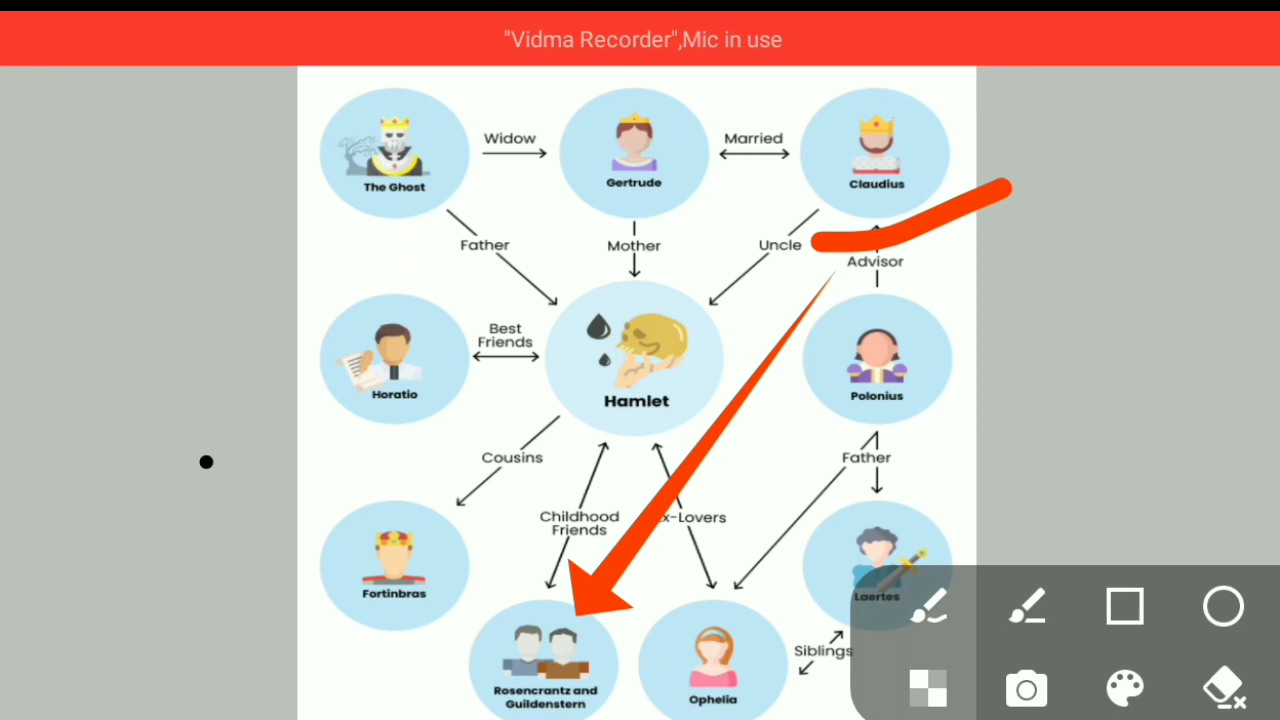 "Vidma Recorder",Mic in use
Widow
Married
The Ghost
Gertrude
Claudius
Father
Mother
Uncle
Advisor
Best
Friends
Horatio
Hamlet
Polonius
Cousins
Father
Childhood
Friends
x-Lovers
Fortinbras
Laertes
Siblings
Rosencrantz and
Guildenstern
Ophelia